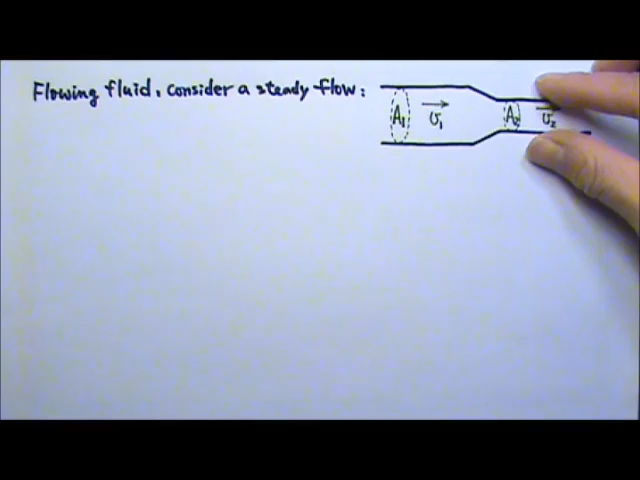 Flowing fluid. Consider a steady flow:
A₁ v₁ A₂ v₂